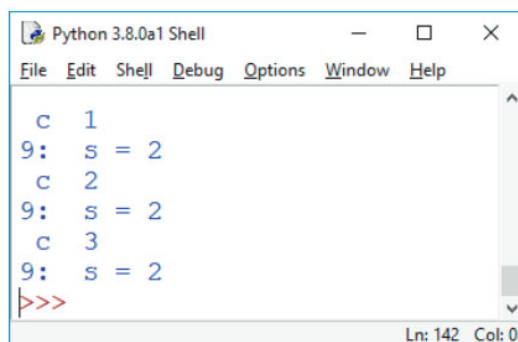 Python 3.8.0a1 Shell
File Edit Shell Debug Options Window Help
c 1
9: s = 2
c 2
9: s = 2
c 3
9: s = 2
>>>
Ln: 142 Col: 0